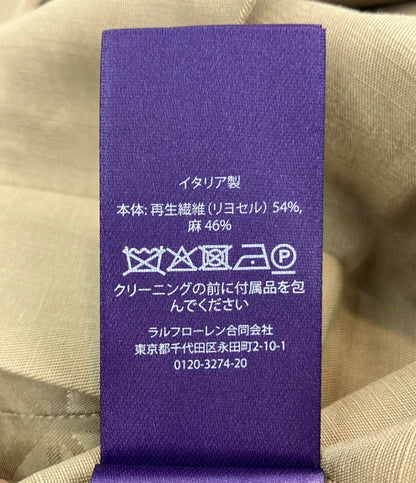 イタリア製
本体: 再生繊維（リヨセル）54%,
麻 46%
P
クリーニングの前に付属品を包
んでください
ラルフローレン合同会社
東京都千代田区永田町2-10-1
0120-3274-20